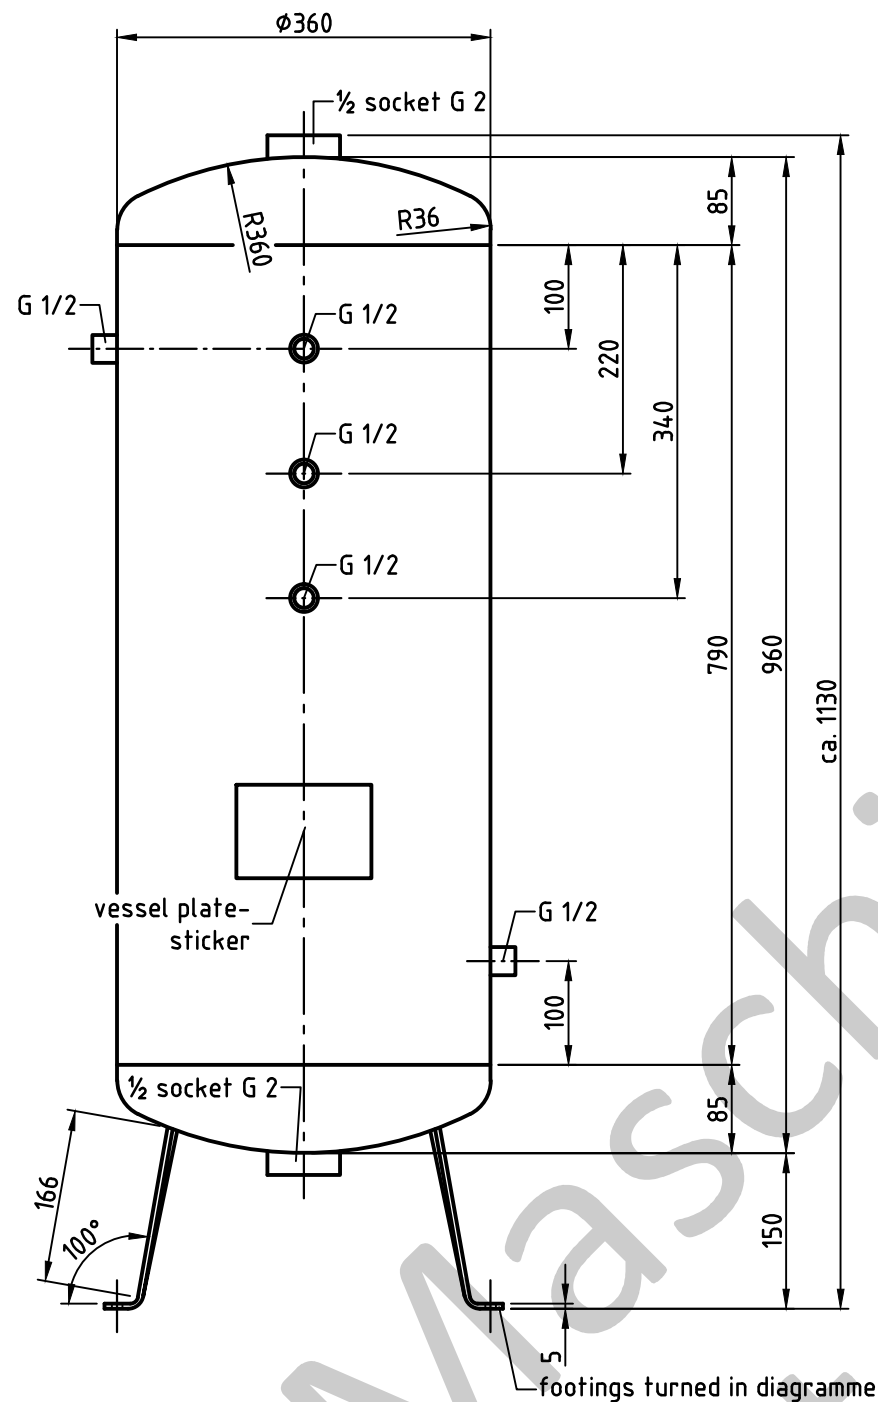 ⌀360
½ socket G 2
85
R36
R360
100
G 1/2
G 1/2
220
340
G 1/2
G 1/2
790
960
ca. 1130
vessel plate-
sticker
G 1/2
100
½ socket G 2
85
166
100°
150
5
footings turned in diagramme
Maschi